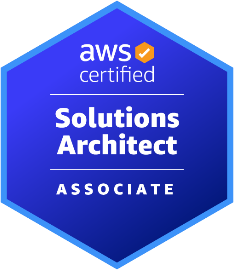 aws
certified
Solutions
Architect
ASSOCIATE